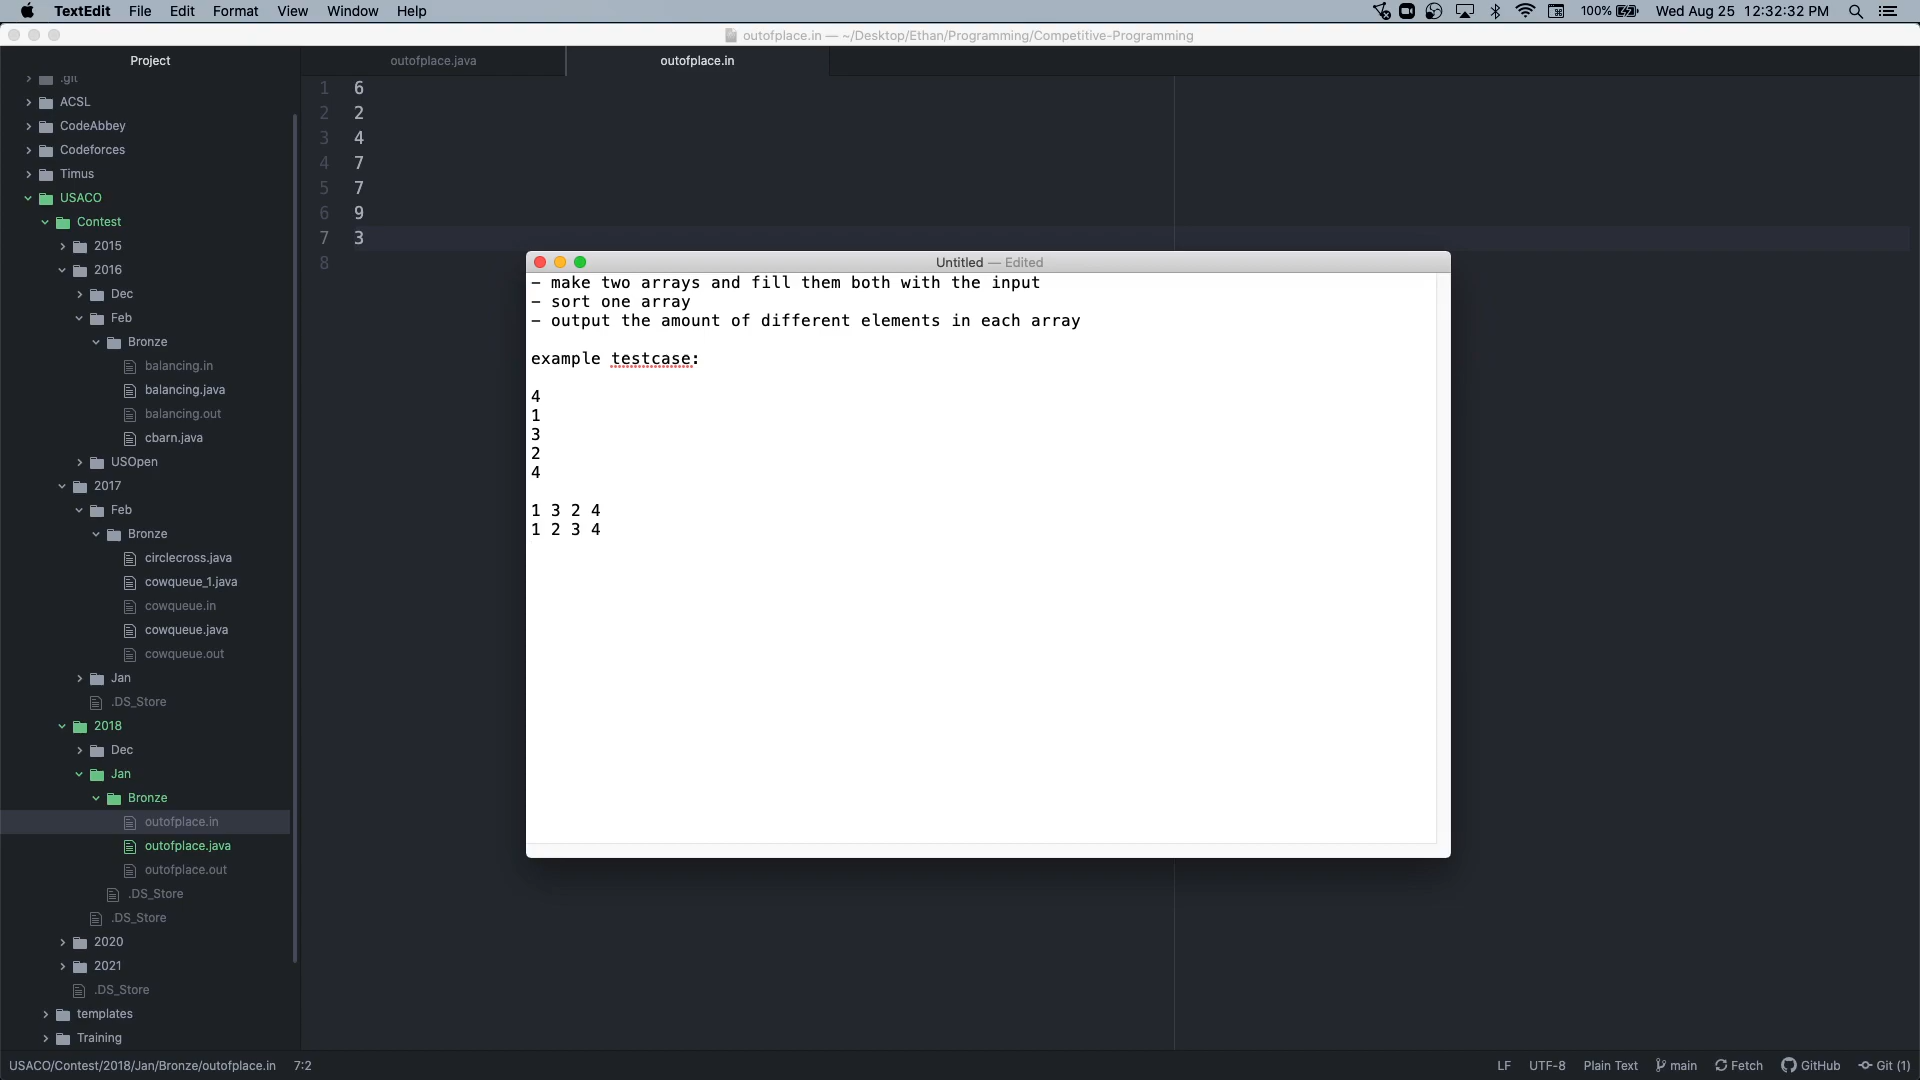 TextEdit File Edit Format View Window Help 100% Wed Aug 25 12:32:32 PM
outofplace.in — ~/Desktop/Ethan/Programming/Competitive-Programming
Project
outofplace.java
outofplace.in
.git
ACSL
CodeAbbey
Codeforces
Timus
USACO
Contest
2015
2016
Dec
Feb
Bronze
balancing.in
balancing.java
balancing.out
cbarn.java
USOpen
2017
Feb
Bronze
circlecross.java
cowqueue_1.java
cowqueue.in
cowqueue.java
cowqueue.out
Jan
.DS_Store
2018
Dec
Jan
Bronze
outofplace.in
outofplace.java
outofplace.out
.DS_Store
.DS_Store
2020
2021
.DS_Store
templates
Training
1 6
2 2
3 4
4 7
5 7
6 9
7 3
8
Untitled — Edited
- make two arrays and fill them both with the input
- sort one array
- output the amount of different elements in each array
example testcase:
4
1
3
2
4
1 3 2 4
1 2 3 4
USACO/Contest/2018/Jan/Bronze/outofplace.in 7:2 LF UTF-8 Plain Text main Fetch GitHub Git (1)